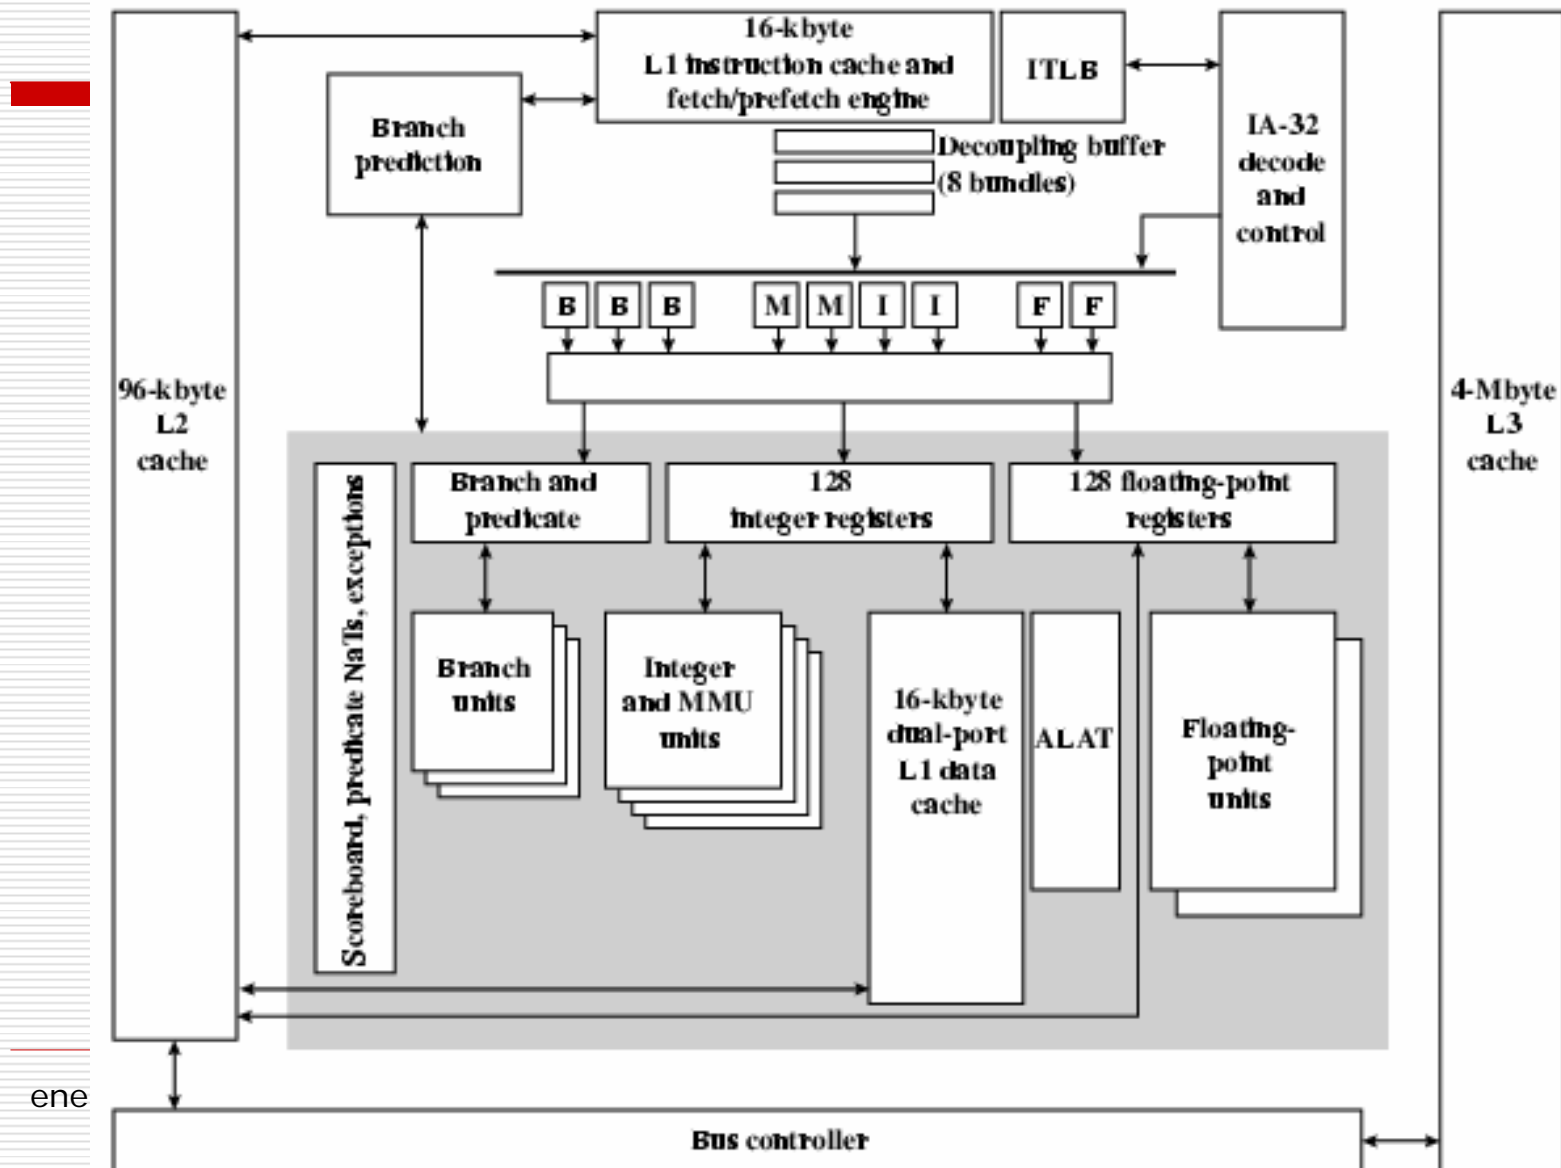 16-kbyte
L1 instruction cache and
fetch/prefetch engine
ITLB
Branch
prediction
Decoupling buffer
(8 bundles)
IA-32
decode
and
control
B B B M M I I F F
96-kbyte
L2
cache
4-Mbyte
L3
cache
Scoreboard, predicate NaTs, exceptions
Branch and
predicate
128
integer registers
128 floating-point
registers
Branch
units
Integer
and MMU
units
16-kbyte
dual-port
L1 data
cache
ALAT
Floating-
point
units
ene
Bus controller